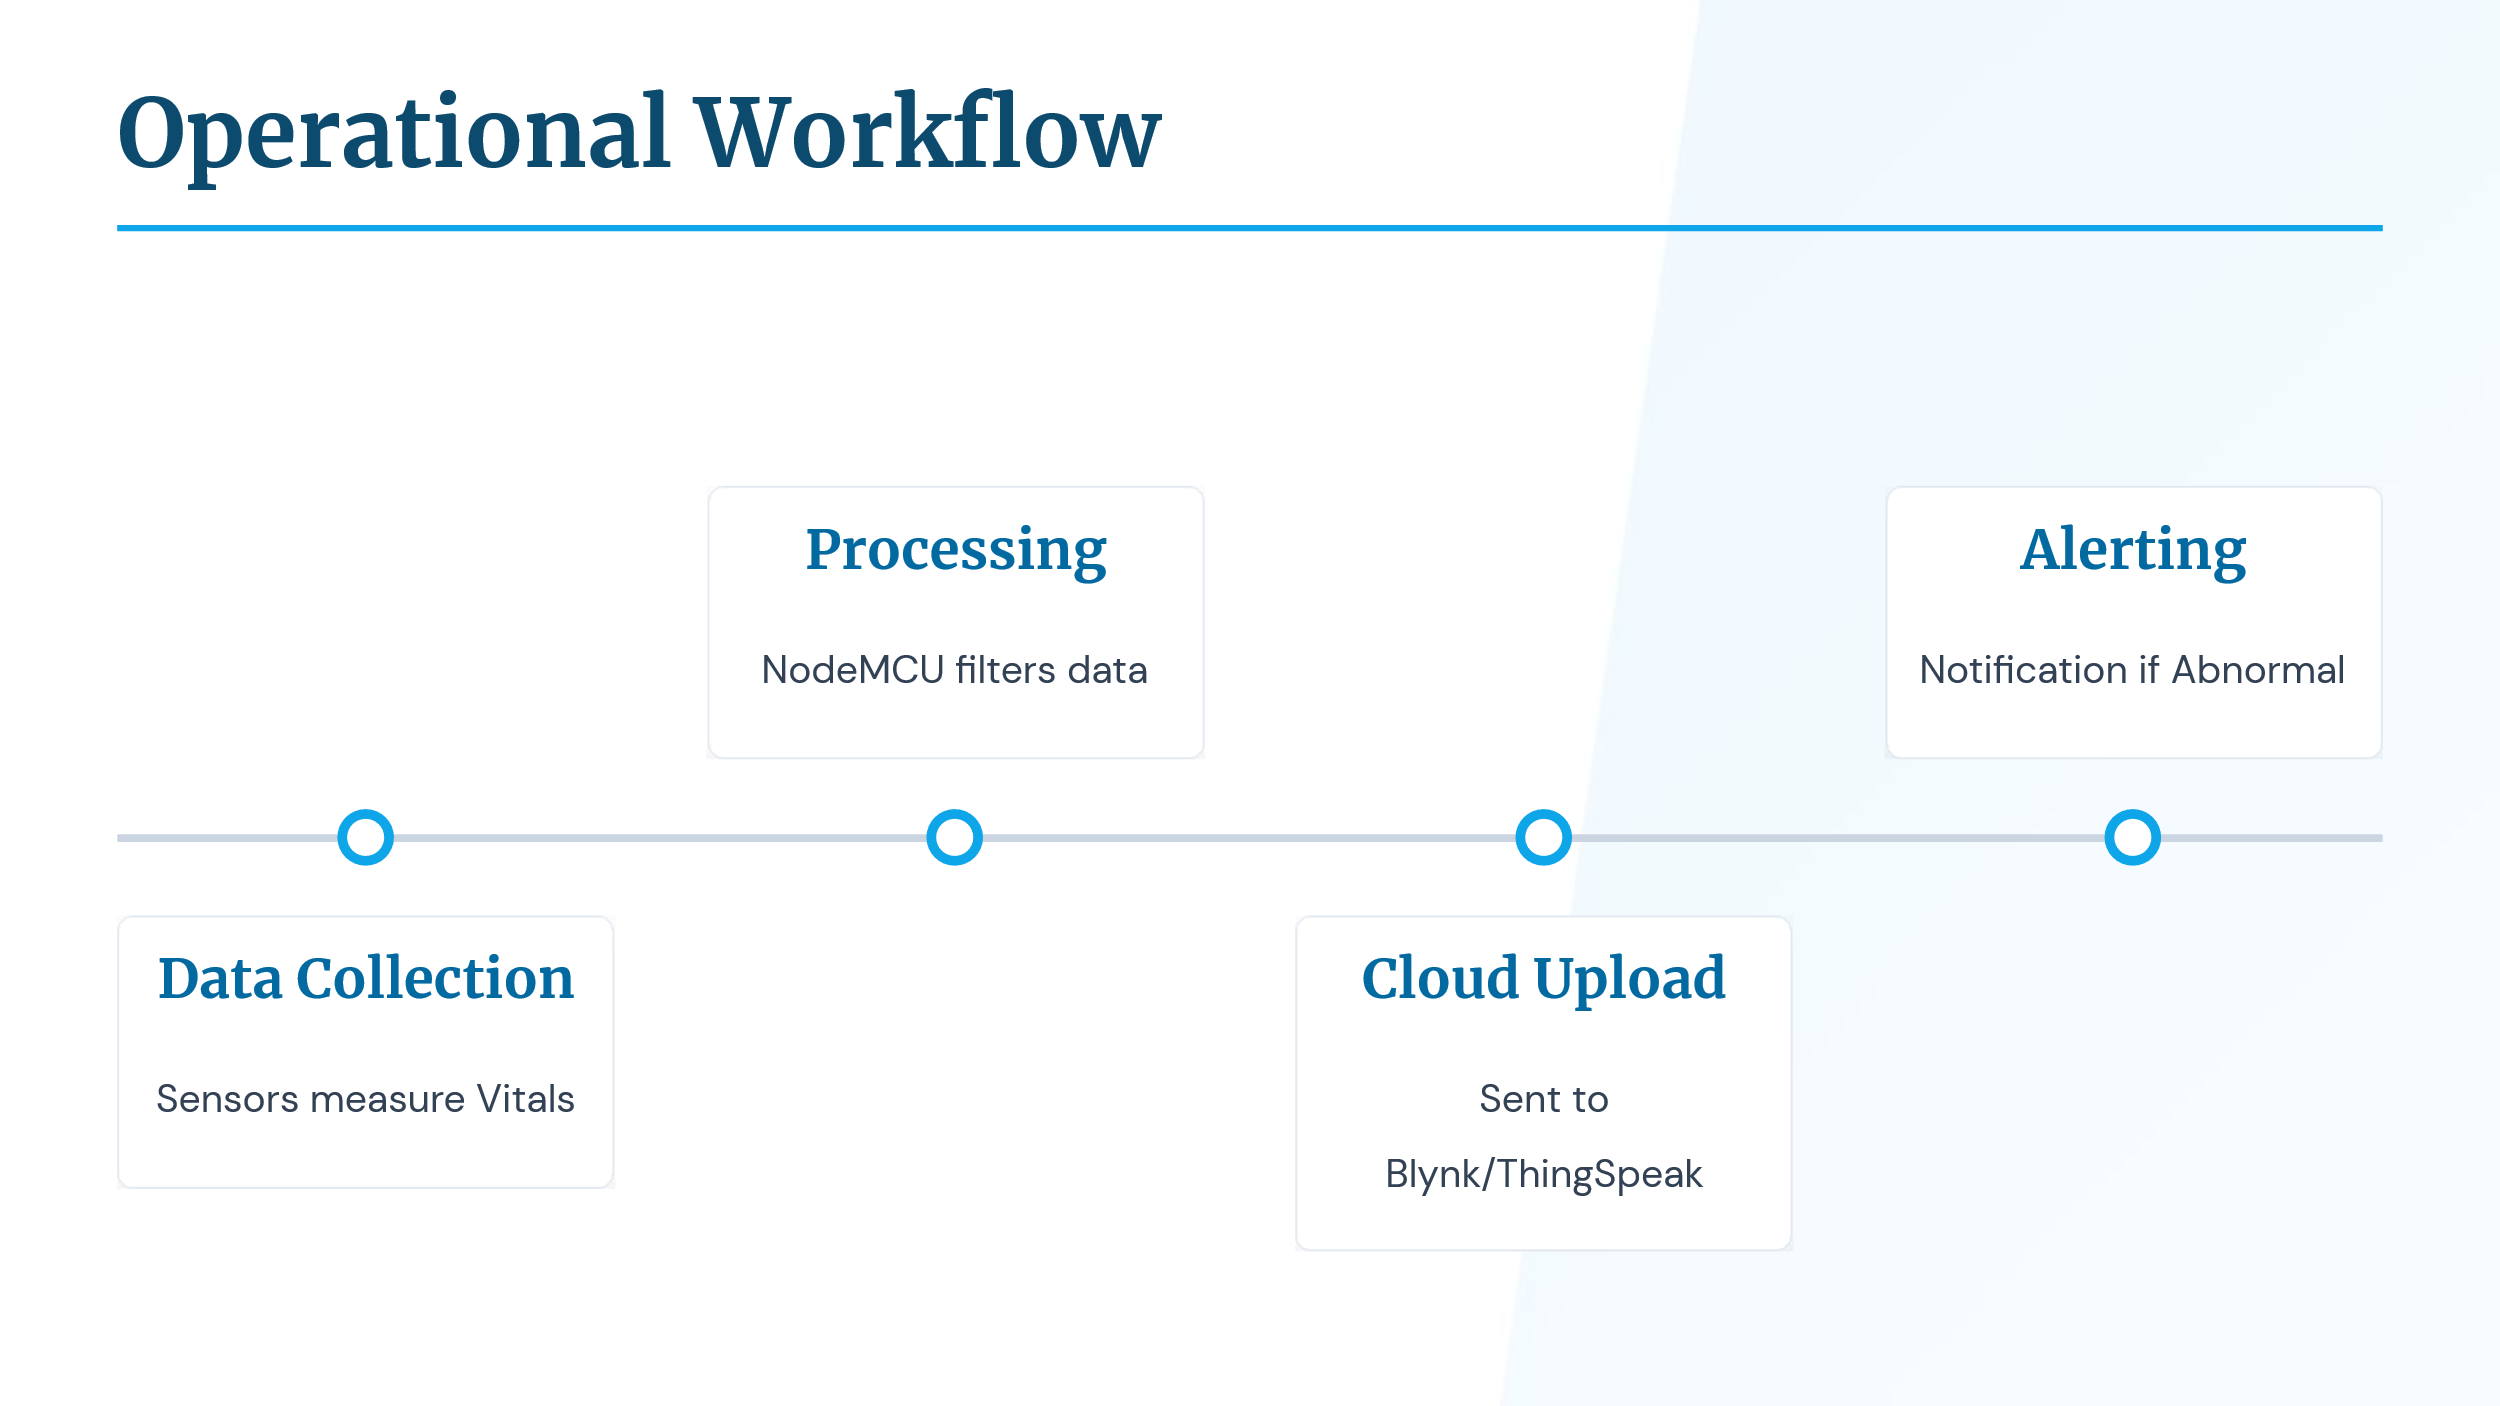 Operational Workflow
Data Collection
Sensors measure Vitals
Processing
NodeMCU filters data
Cloud Upload
Sent to
Blynk/ThingSpeak
Alerting
Notification if Abnormal